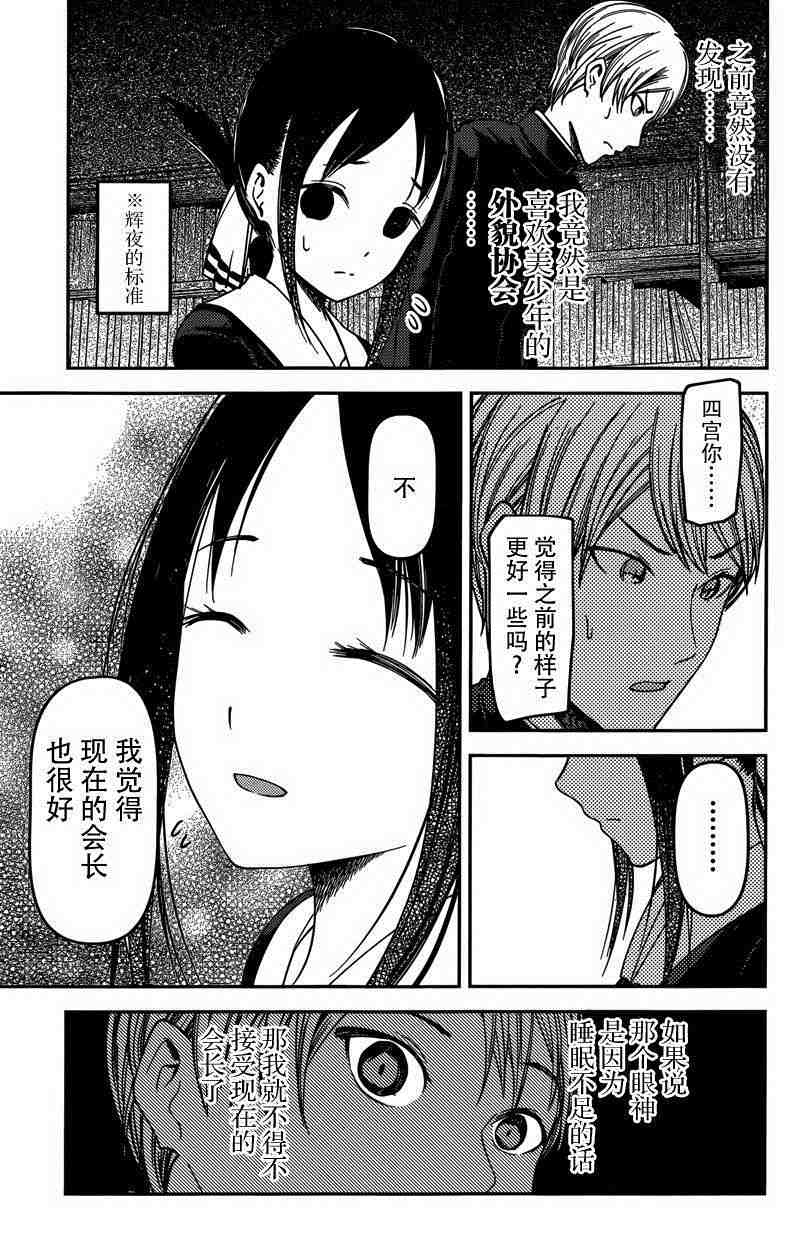 之前竟然没有
发现……
我竟然是
喜欢美少年的
外貌协会
……
※辉夜的标准
四宫你……
觉得之前的样子
更好一些吗？
……
不
我觉得
现在的会长
也很好
如果说
那个眼神
是因为
睡眠不足的话
那我就不得不
接受现在的
会长了